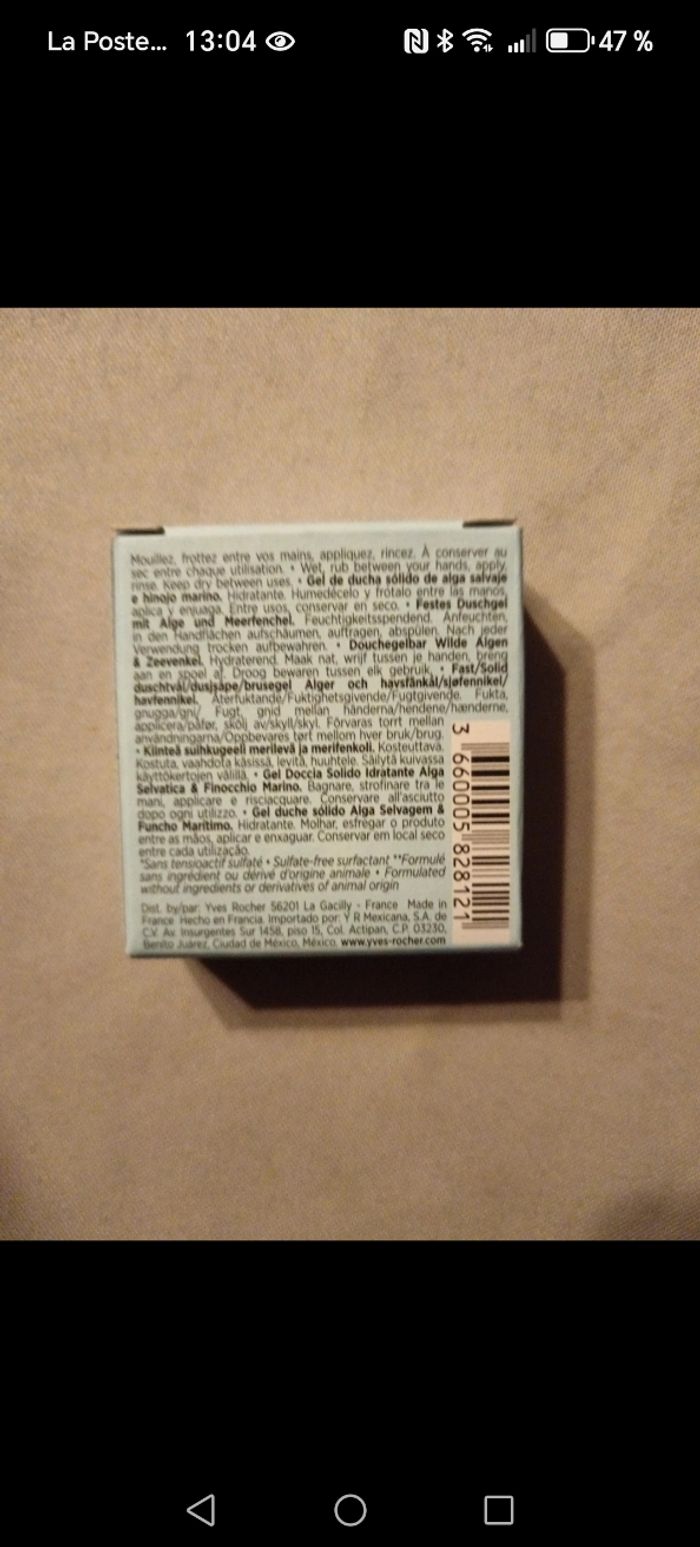 La Poste... 13:04 47 %
Mouillez, frottez entre vos mains, appliquez, rincez. À conserver au
sec entre chaque utilisation. • Wet, rub between your hands, apply,
rinse. Keep dry between uses. • Gel de ducha sólido de alga salvaje
e hinojo marino. Hidratante. Humedécelo y frótalo entre las manos,
aplica y enjuaga. Entre usos, conservar en seco. • Festes Duschgel
mit Alge und Meerfenchel. Feuchtigkeitsspendend. Anfeuchten,
in den Handflächen aufschäumen, auftragen, abspülen. Nach jeder
Verwendung trocken aufbewahren. • Douchegelbar Wilde Algen
& Zeevenkel. Hydraterend. Maak nat, wrijf tussen je handen, breng
aan en spoel af. Droog bewaren tussen elk gebruik. • Fast/Solid
duschtvål/dusjsåpe/brusegel Alger och havsfänkål/sjøfennikel/
havfennikel. Återfuktande/Fuktighetsgivende/Fugtgivende. Fukta,
gnugga/gni/ Fugt, gnid mellan händerna/hendene/hænderne,
applicera/påfør, skölj av/skyll/skyl. Förvaras torrt mellan
användningarna/Oppbevares tørt mellom hver bruk/brug.
• Kiinteä suihkugeeli merilevä ja merifenkoli. Kosteuttava.
Kostuta, vaahdota käsissä, levitä, huuhtele. Säilytä kuivassa
käyttökertojen välillä. • Gel Doccia Solido Idratante Alga
Selvatica & Finocchio Marino. Bagnare, strofinare tra le
mani, applicare e risciacquare. Conservare all'asciutto
dopo ogni utilizzo. • Gel duche sólido Alga Selvagem &
Funcho Marítimo. Hidratante. Molhar, esfregar o produto
entre as mãos, aplicar e enxaguar. Conservar em local seco
entre cada utilização.
*Sans tensioactif sulfaté • Sulfate-free surfactant **Formulé
sans ingrédient ou dérivé d'origine animale • Formulated
without ingredients or derivatives of animal origin
Dist. by/par: Yves Rocher 56201 La Gacilly - France Made in
France Hecho en Francia. Importado por: Y R Mexicana, S.A. de
C.V. Av. Insurgentes Sur 1458, piso 15, Col. Actipan, C.P. 03230,
Benito Juárez, Ciudad de México, México. www.yves-rocher.com
3 660005 828121